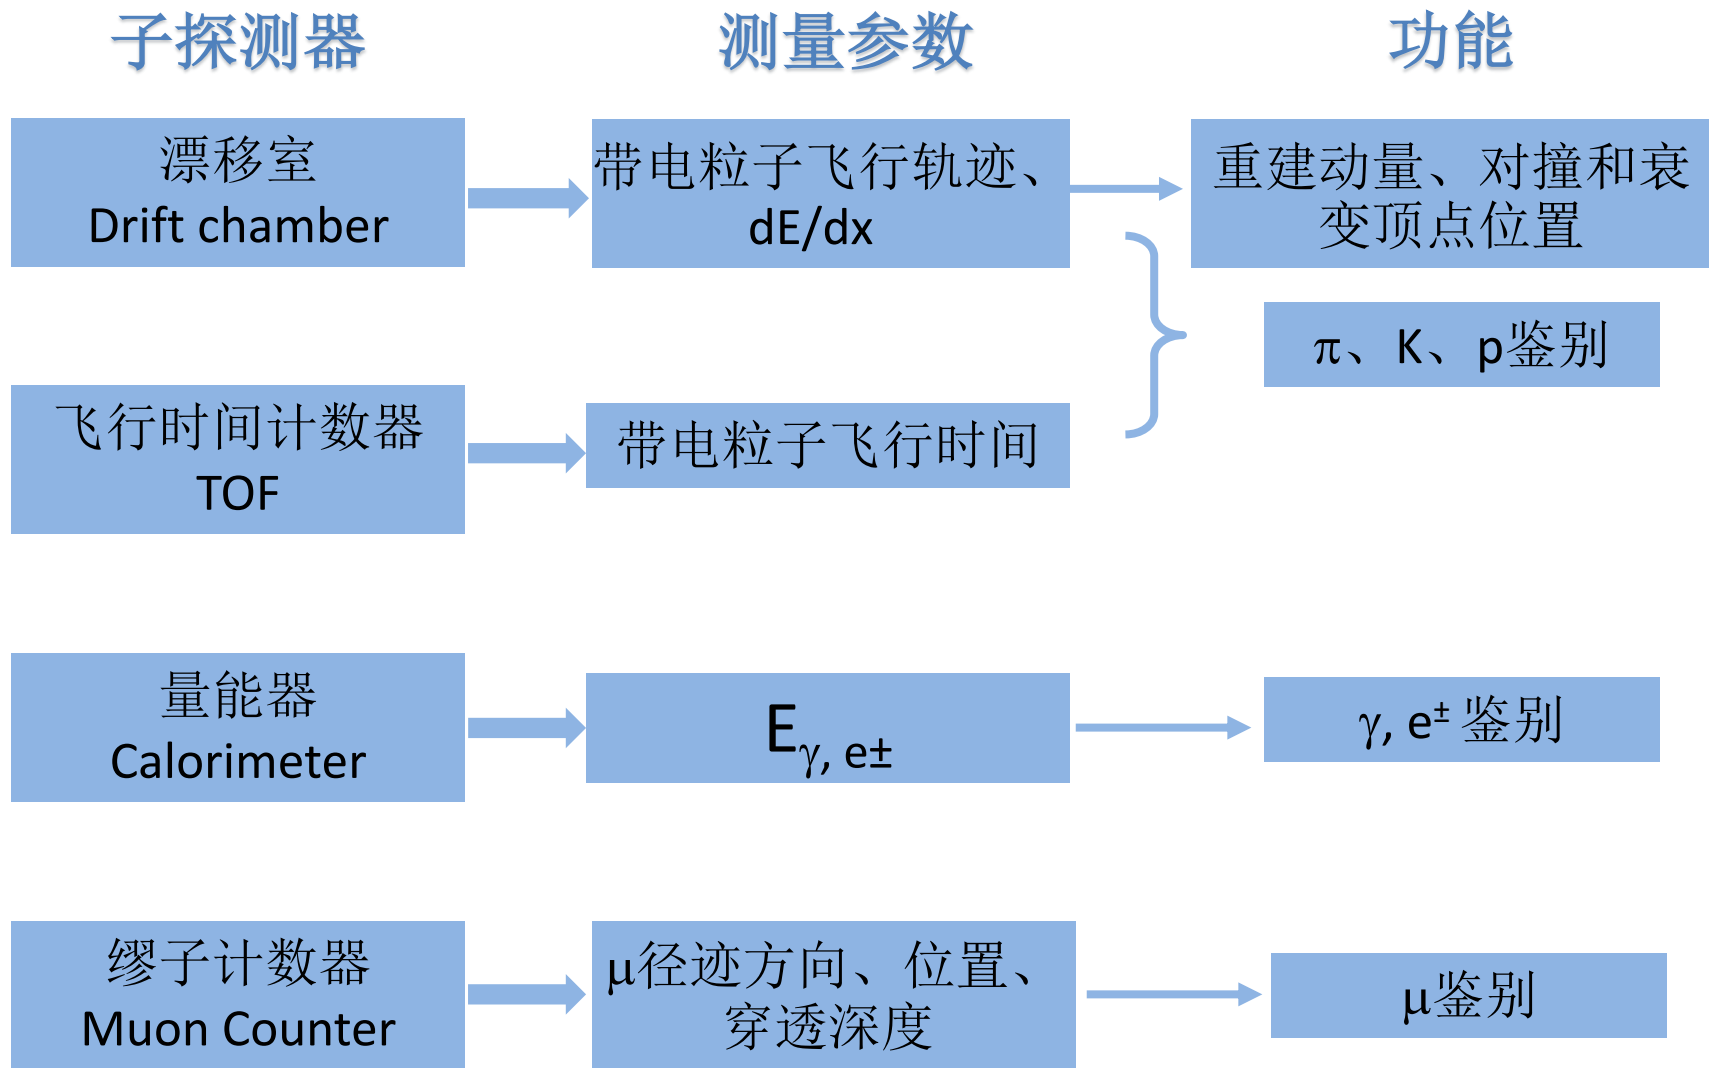 子探测器
测量参数
功能
漂移室
Drift chamber
带电粒子飞行轨迹、
dE/dx
重建动量、对撞和衰
变顶点位置
π、K、p鉴别
飞行时间计数器
TOF
带电粒子飞行时间
量能器
Calorimeter
Eγ, e±
γ, e± 鉴别
缪子计数器
Muon Counter
μ径迹方向、位置、
穿透深度
μ鉴别